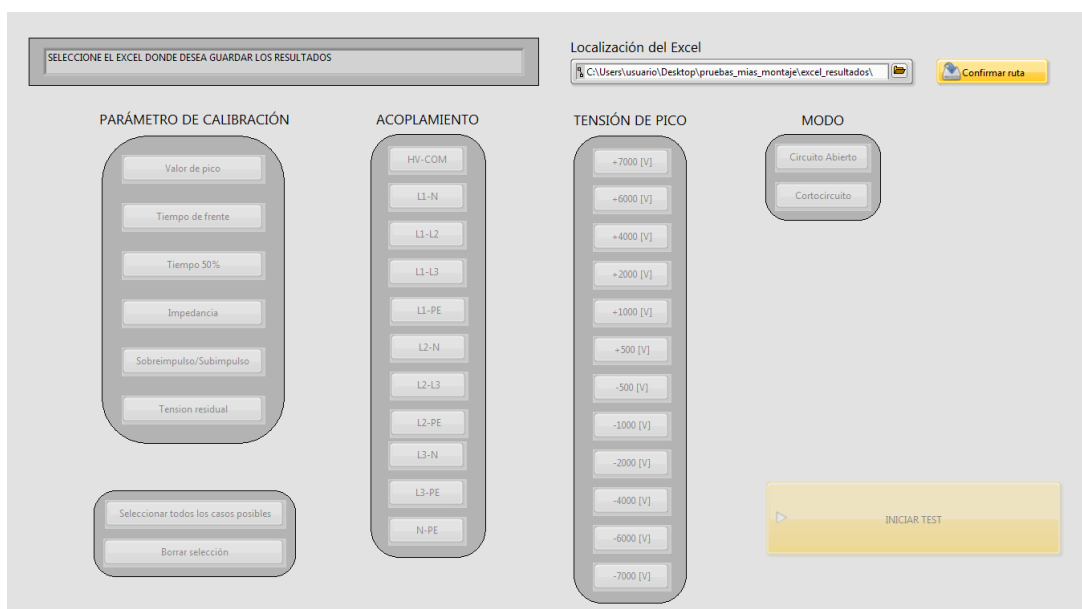 SELECCIONE EL EXCEL DONDE DESEA GUARDAR LOS RESULTADOS
Localización del Excel
C:\Users\usuario\Desktop\pruebas_mias_montaje\excel_resultados\
Confirmar ruta
PARÁMETRO DE CALIBRACIÓN
Valor de pico
Tiempo de frente
Tiempo 50%
Impedancia
Sobreimpulso/Subimpulso
Tension residual
Seleccionar todos los casos posibles
Borrar selección
ACOPLAMIENTO
HV-COM
L1-N
L1-L2
L1-L3
L1-PE
L2-N
L2-L3
L2-PE
L3-N
L3-PE
N-PE
TENSIÓN DE PICO
+7000 [V]
+6000 [V]
+4000 [V]
+2000 [V]
+1000 [V]
+500 [V]
-500 [V]
-1000 [V]
-2000 [V]
-4000 [V]
-6000 [V]
-7000 [V]
MODO
Circuito Abierto
Cortocircuito
INICIAR TEST